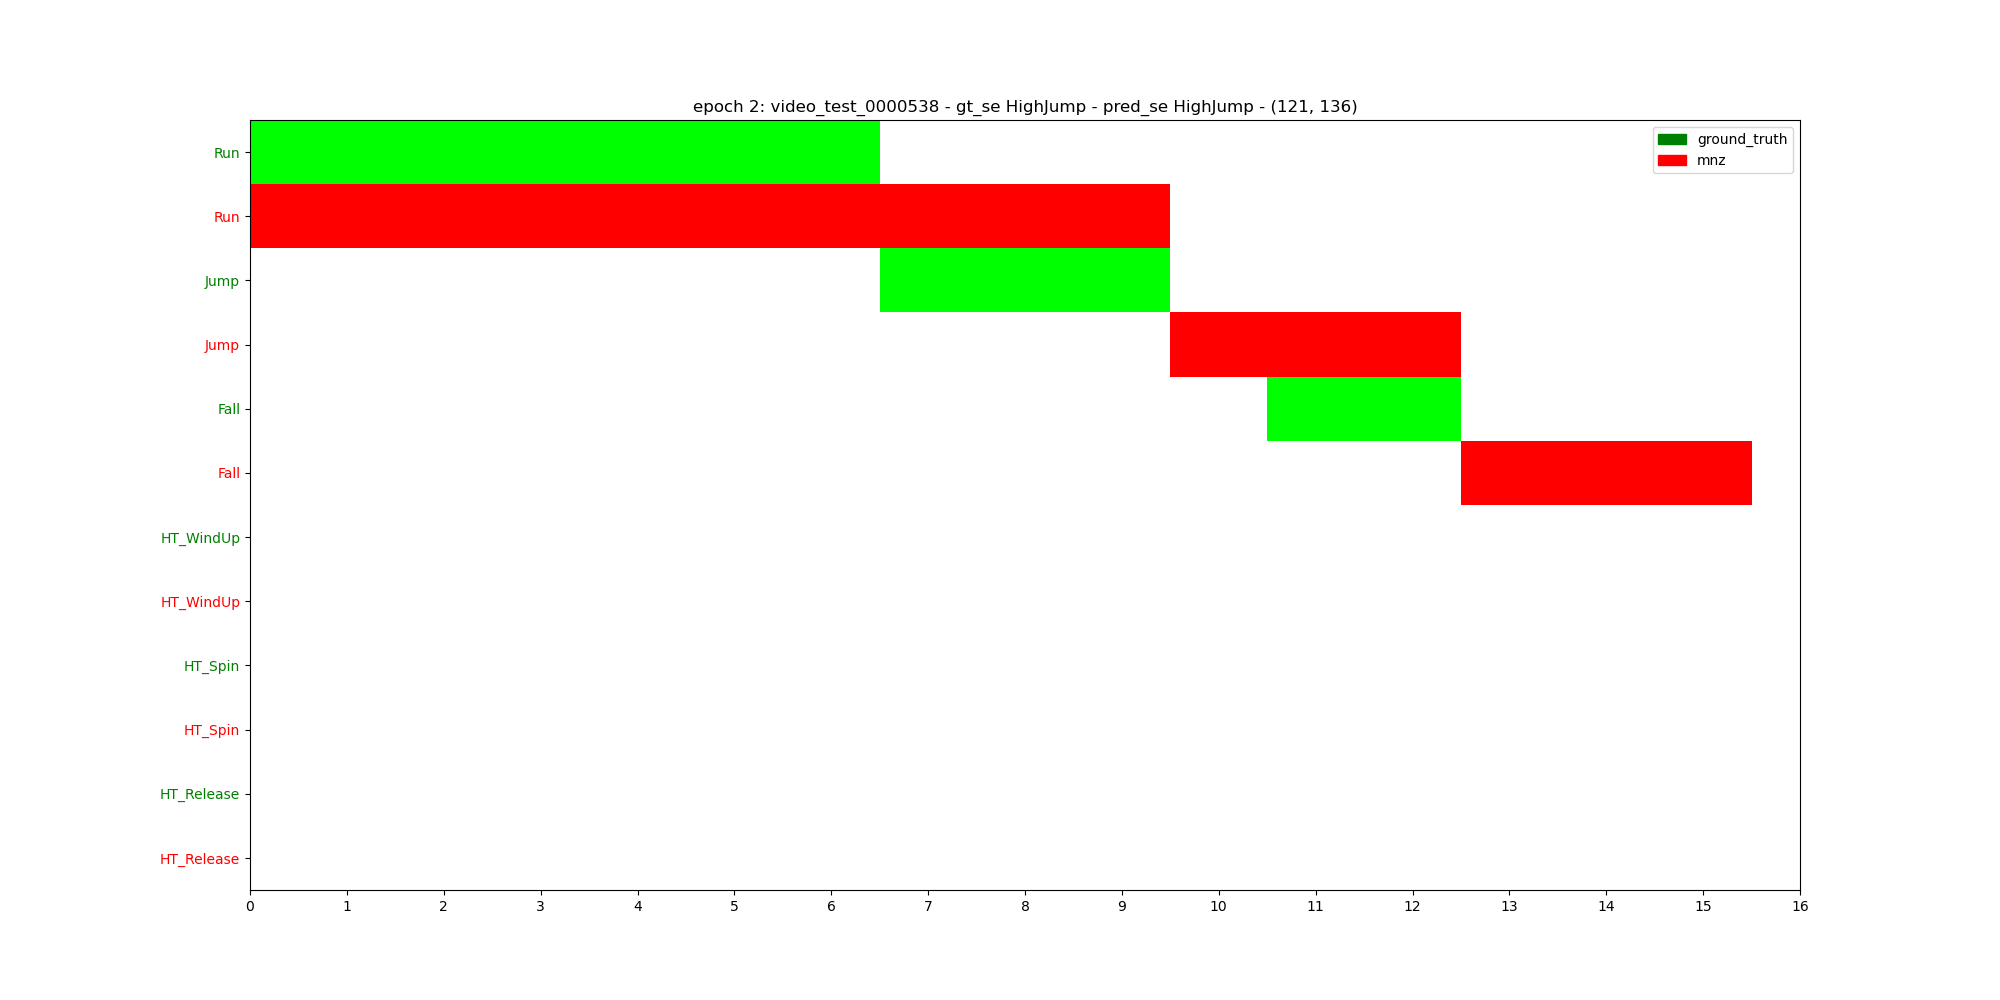 epoch 2: video_test_0000538 - gt_se HighJump - pred_se HighJump - (121, 136)
ground_truth
mnz
Run
Run
Jump
Jump
Fall
Fall
HT_WindUp
HT_WindUp
HT_Spin
HT_Spin
HT_Release
HT_Release
0 1 2 3 4 5 6 7 8 9 10 11 12 13 14 15 16